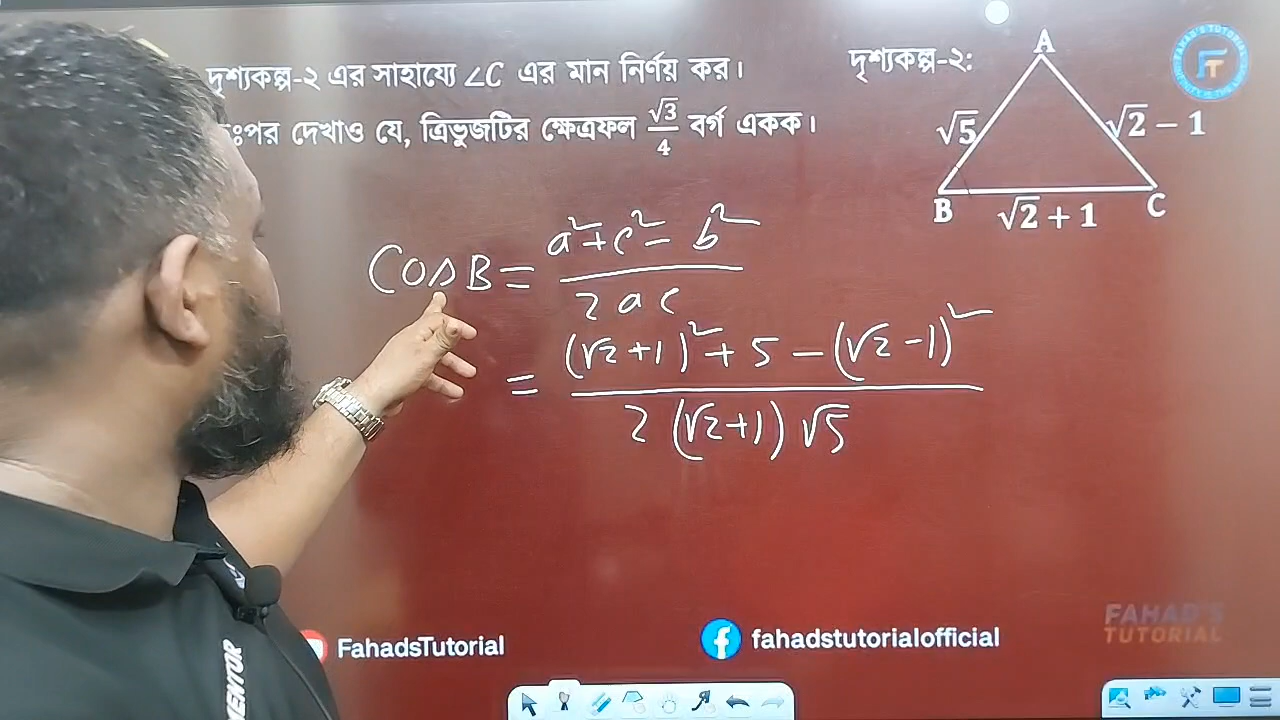 দৃশ্যকল্প-২ এর সাহায্যে ∠C এর মান নির্ণয় কর।
ঃপর দেখাও যে, ত্রিভুজটির ক্ষেত্রফল √3/4 বর্গ একক।
দৃশ্যকল্প-২:
A
√5
√2 − 1
B
√2 + 1
C
FT
Cos B = (a² + c² − b²) / (2ac)
= ((√2+1)² + 5 − (√2−1)²) / (2(√2+1)√5)
MENTOR
FahadsTutorial
fahadstutorialofficial
FAHAD'S
TUTORIAL